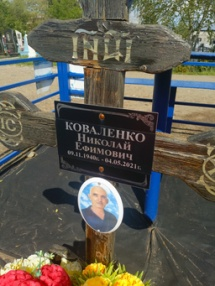 ІНЦІ
КОВАЛЕНКО
НИКОЛАЙ
ЕФИМОВИЧ
09.11.1940г. - 04.05.2021г.